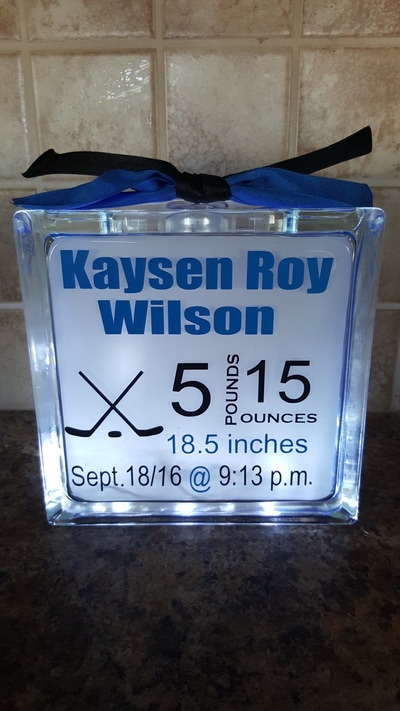 Kaysen Roy
Wilson
5 POUNDS 15
OUNCES
18.5 inches
Sept.18/16 @ 9:13 p.m.